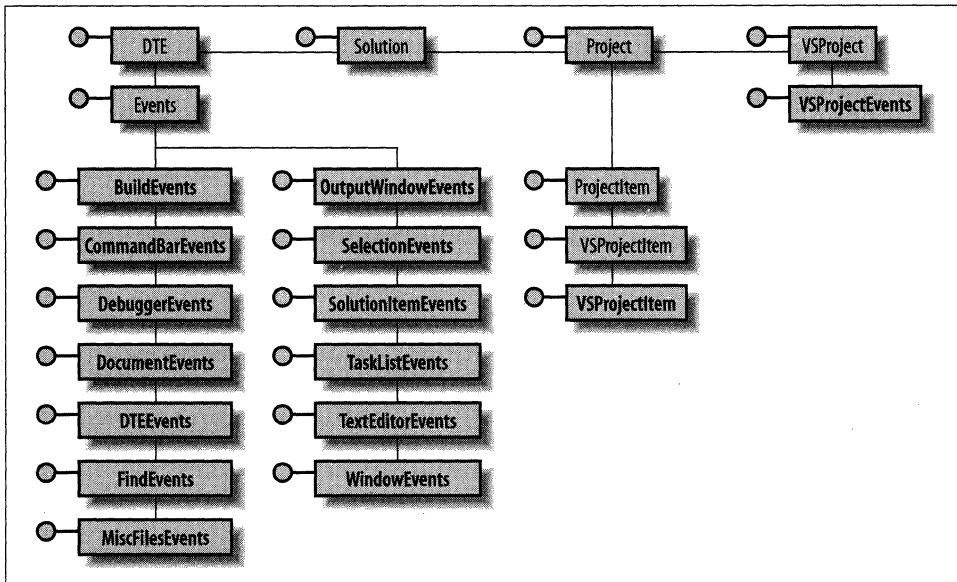 DTE
Solution
Project
VSProject
Events
VSProjectEvents
BuildEvents
OutputWindowEvents
ProjectItem
CommandBarEvents
SelectionEvents
VSProjectItem
DebuggerEvents
SolutionItemEvents
VSProjectItem
DocumentEvents
TaskListEvents
DTEEvents
TextEditorEvents
FindEvents
WindowEvents
MiscFilesEvents